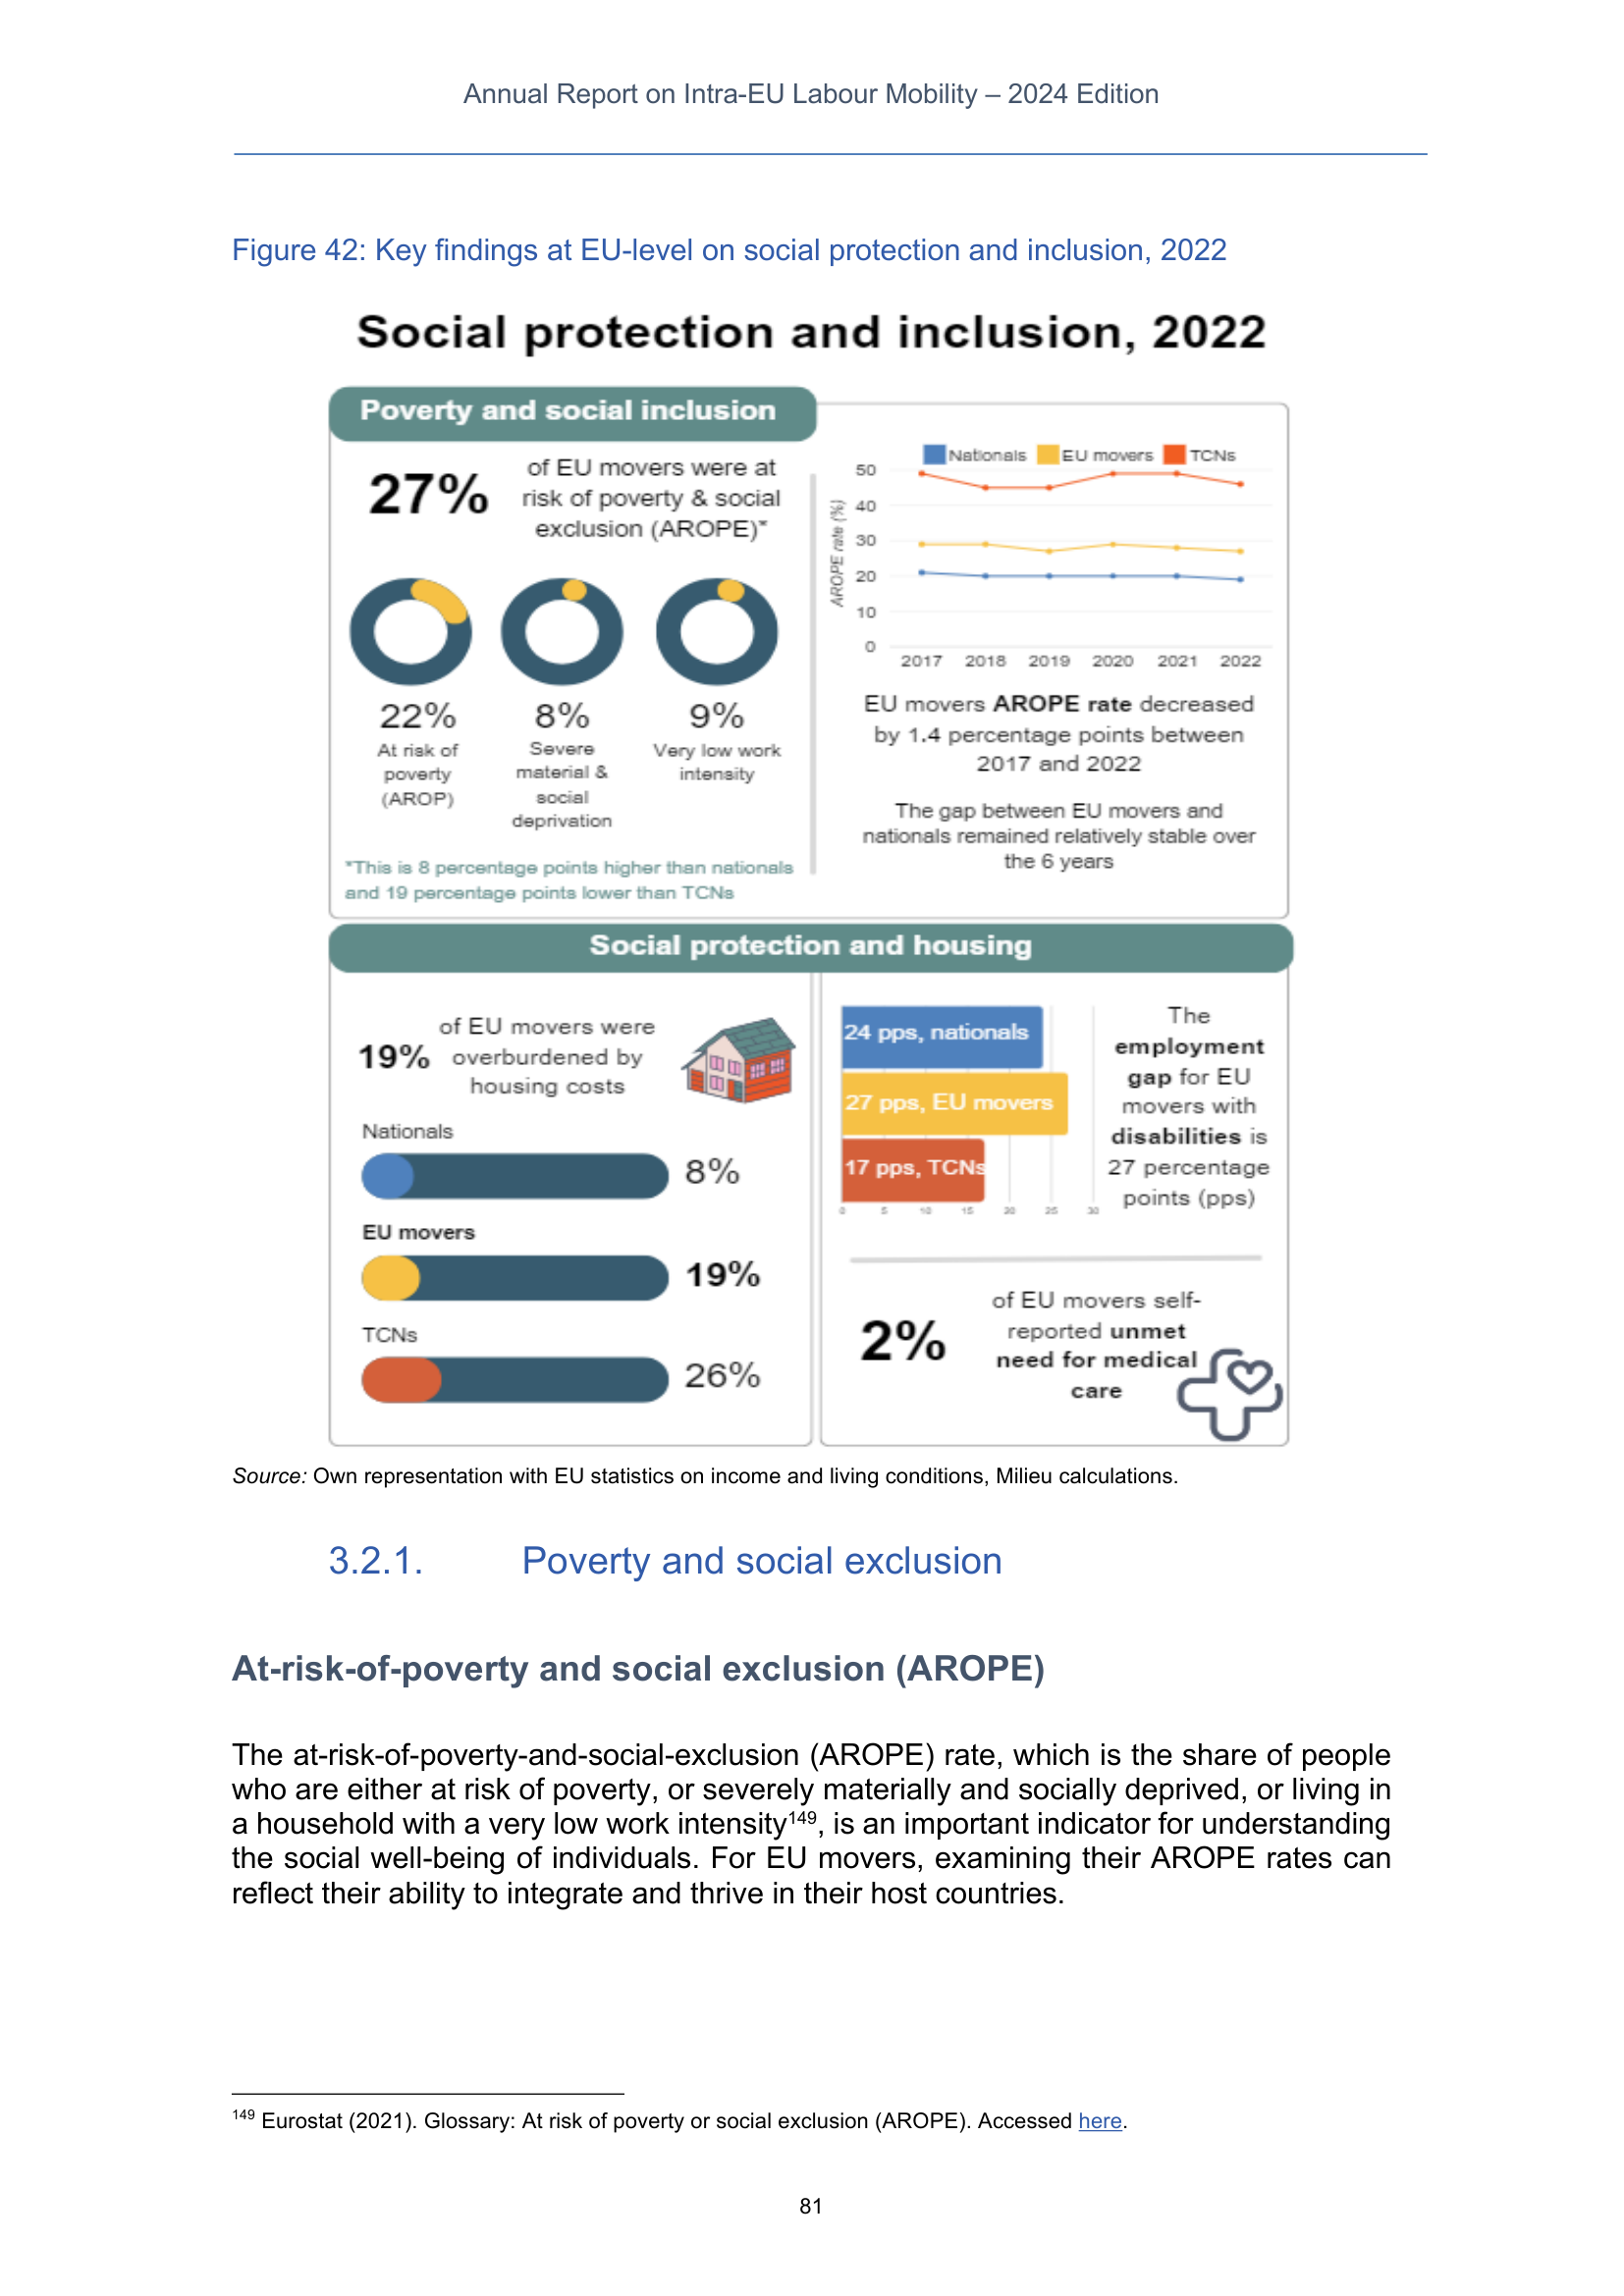 Annual Report on Intra-EU Labour Mobility – 2024 Edition
Figure 42: Key findings at EU-level on social protection and inclusion, 2022
Social protection and inclusion, 2022
Poverty and social inclusion
27%
of EU movers were at
risk of poverty & social
exclusion (AROPE)*
22%
At risk of
poverty
(AROP)
8%
Severe
material &
social
deprivation
9%
Very low work
intensity
*This is 8 percentage points higher than nationals
and 19 percentage points lower than TCNs
Nationals EU movers TCNs
AROPE rate (%)
50
40
30
20
10
0
2017 2018 2019 2020 2021 2022
EU movers AROPE rate decreased
by 1.4 percentage points between
2017 and 2022
The gap between EU movers and
nationals remained relatively stable over
the 6 years
Social protection and housing
19%
of EU movers were
overburdened by
housing costs
Nationals
8%
EU movers
19%
TCNs
26%
24 pps, nationals
27 pps, EU movers
17 pps, TCNs
0 5 10 15 20 25 30
The
employment
gap for EU
movers with
disabilities is
27 percentage
points (pps)
2%
of EU movers self-
reported unmet
need for medical
care
Source: Own representation with EU statistics on income and living conditions, Milieu calculations.
3.2.1. Poverty and social exclusion
At-risk-of-poverty and social exclusion (AROPE)
The at-risk-of-poverty-and-social-exclusion (AROPE) rate, which is the share of people
who are either at risk of poverty, or severely materially and socially deprived, or living in
a household with a very low work intensity149, is an important indicator for understanding
the social well-being of individuals. For EU movers, examining their AROPE rates can
reflect their ability to integrate and thrive in their host countries.
149 Eurostat (2021). Glossary: At risk of poverty or social exclusion (AROPE). Accessed here.
81